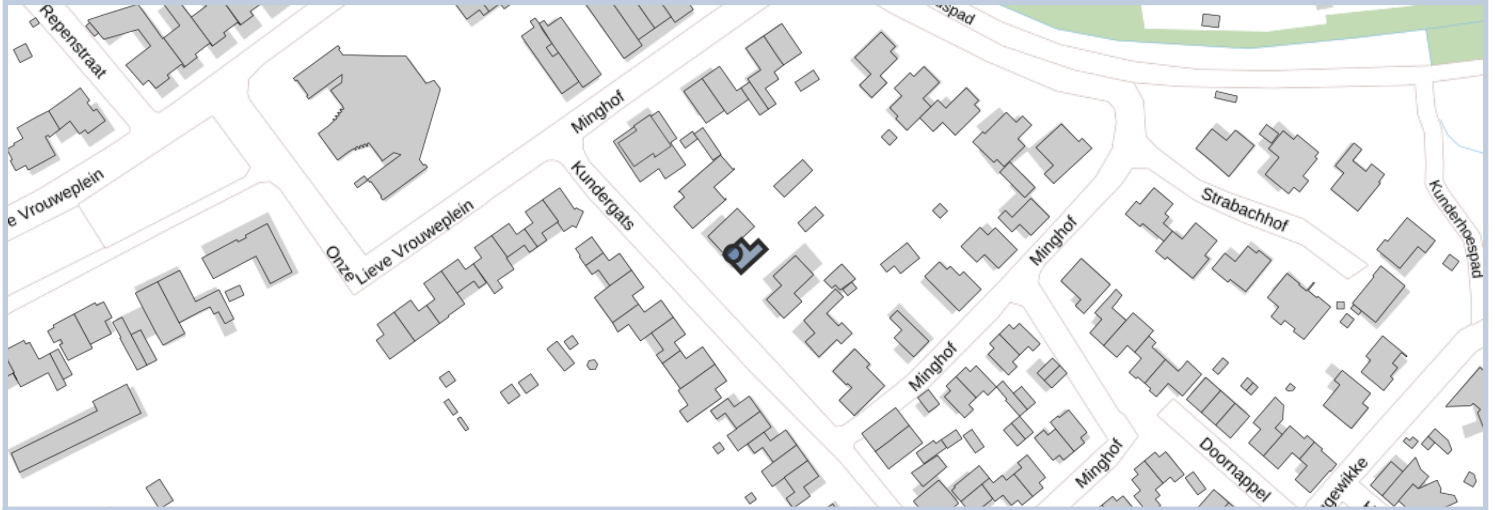 Repenstraat
Minghof
e Vrouweplein
Kundergats
Onze
Lieve Vrouweplein
Strabachhof
Kunderhoespad
Minghof
Minghof
Doornappel
Minghof